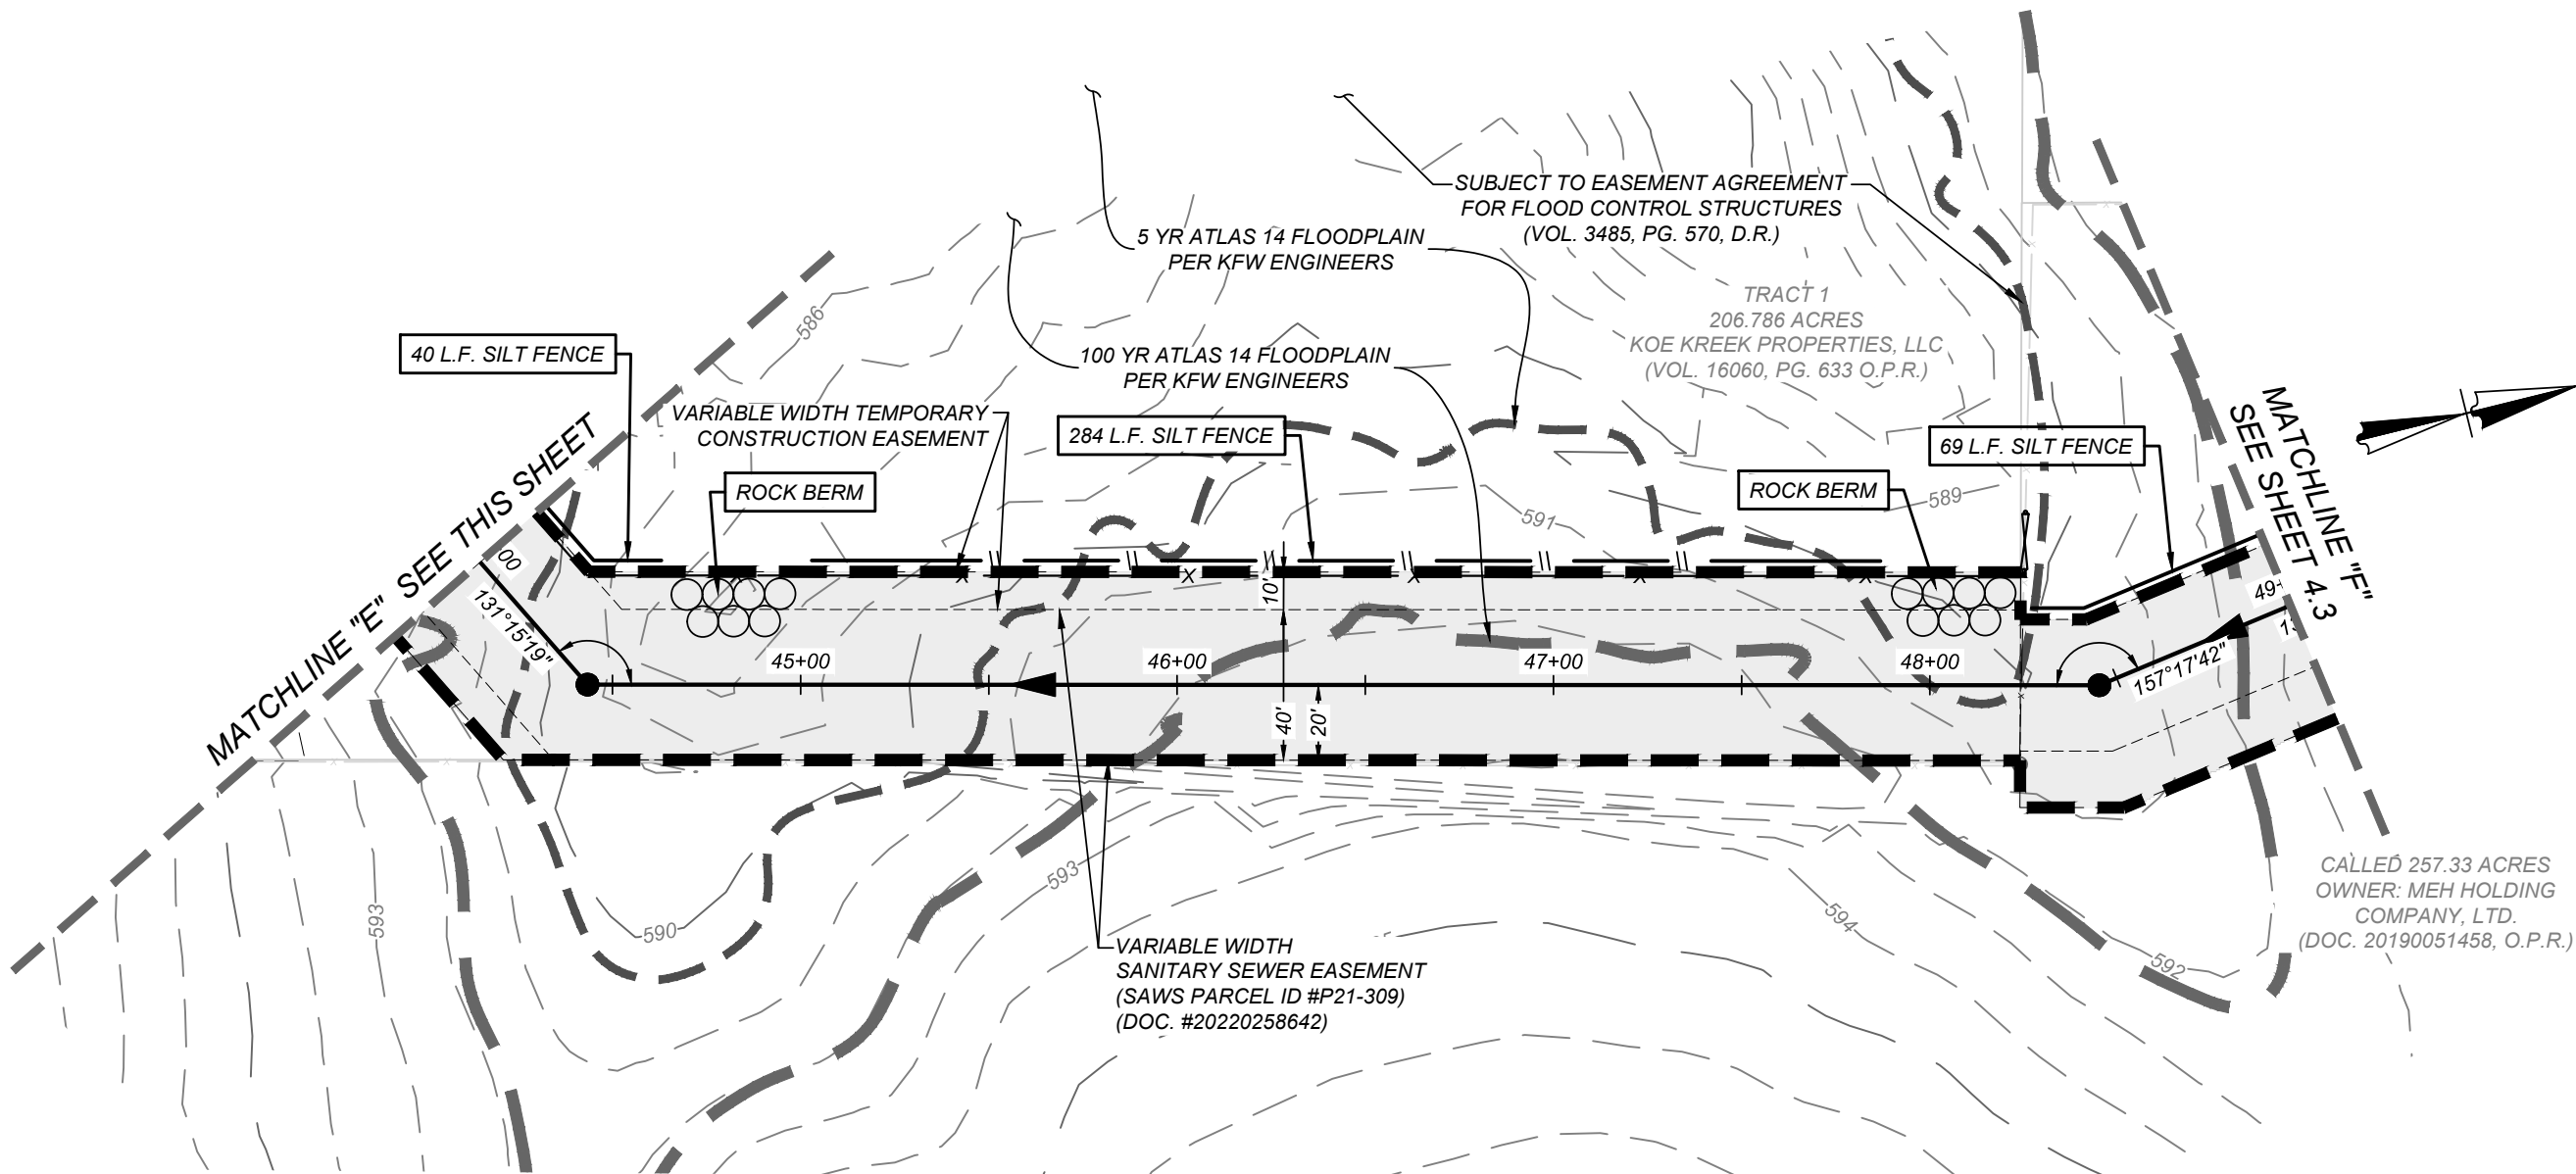 SUBJECT TO EASEMENT AGREEMENT
FOR FLOOD CONTROL STRUCTURES
(VOL. 3485, PG. 570, D.R.)
5 YR ATLAS 14 FLOODPLAIN
PER KFW ENGINEERS
TRACT 1
206.786 ACRES
KOE KREEK PROPERTIES, LLC
(VOL. 16060, PG. 633 O.P.R.)
586
40 L.F. SILT FENCE
100 YR ATLAS 14 FLOODPLAIN
PER KFW ENGINEERS
VARIABLE WIDTH TEMPORARY
CONSTRUCTION EASEMENT
284 L.F. SILT FENCE
69 L.F. SILT FENCE
MATCHLINE "F"
SEE SHEET 4.3
MATCHLINE "E" SEE THIS SHEET
ROCK BERM
ROCK BERM
589
591
00
X
X
X
X
X
10'
49+
131°15'19"
45+00
46+00
47+00
48+00
157°17'42"
40'
20'
593
593
590
594
592
CALLED 257.33 ACRES
OWNER: MEH HOLDING
COMPANY, LTD.
(DOC. 20190051458, O.P.R.)
VARIABLE WIDTH
SANITARY SEWER EASEMENT
(SAWS PARCEL ID #P21-309)
(DOC. #20220258642)